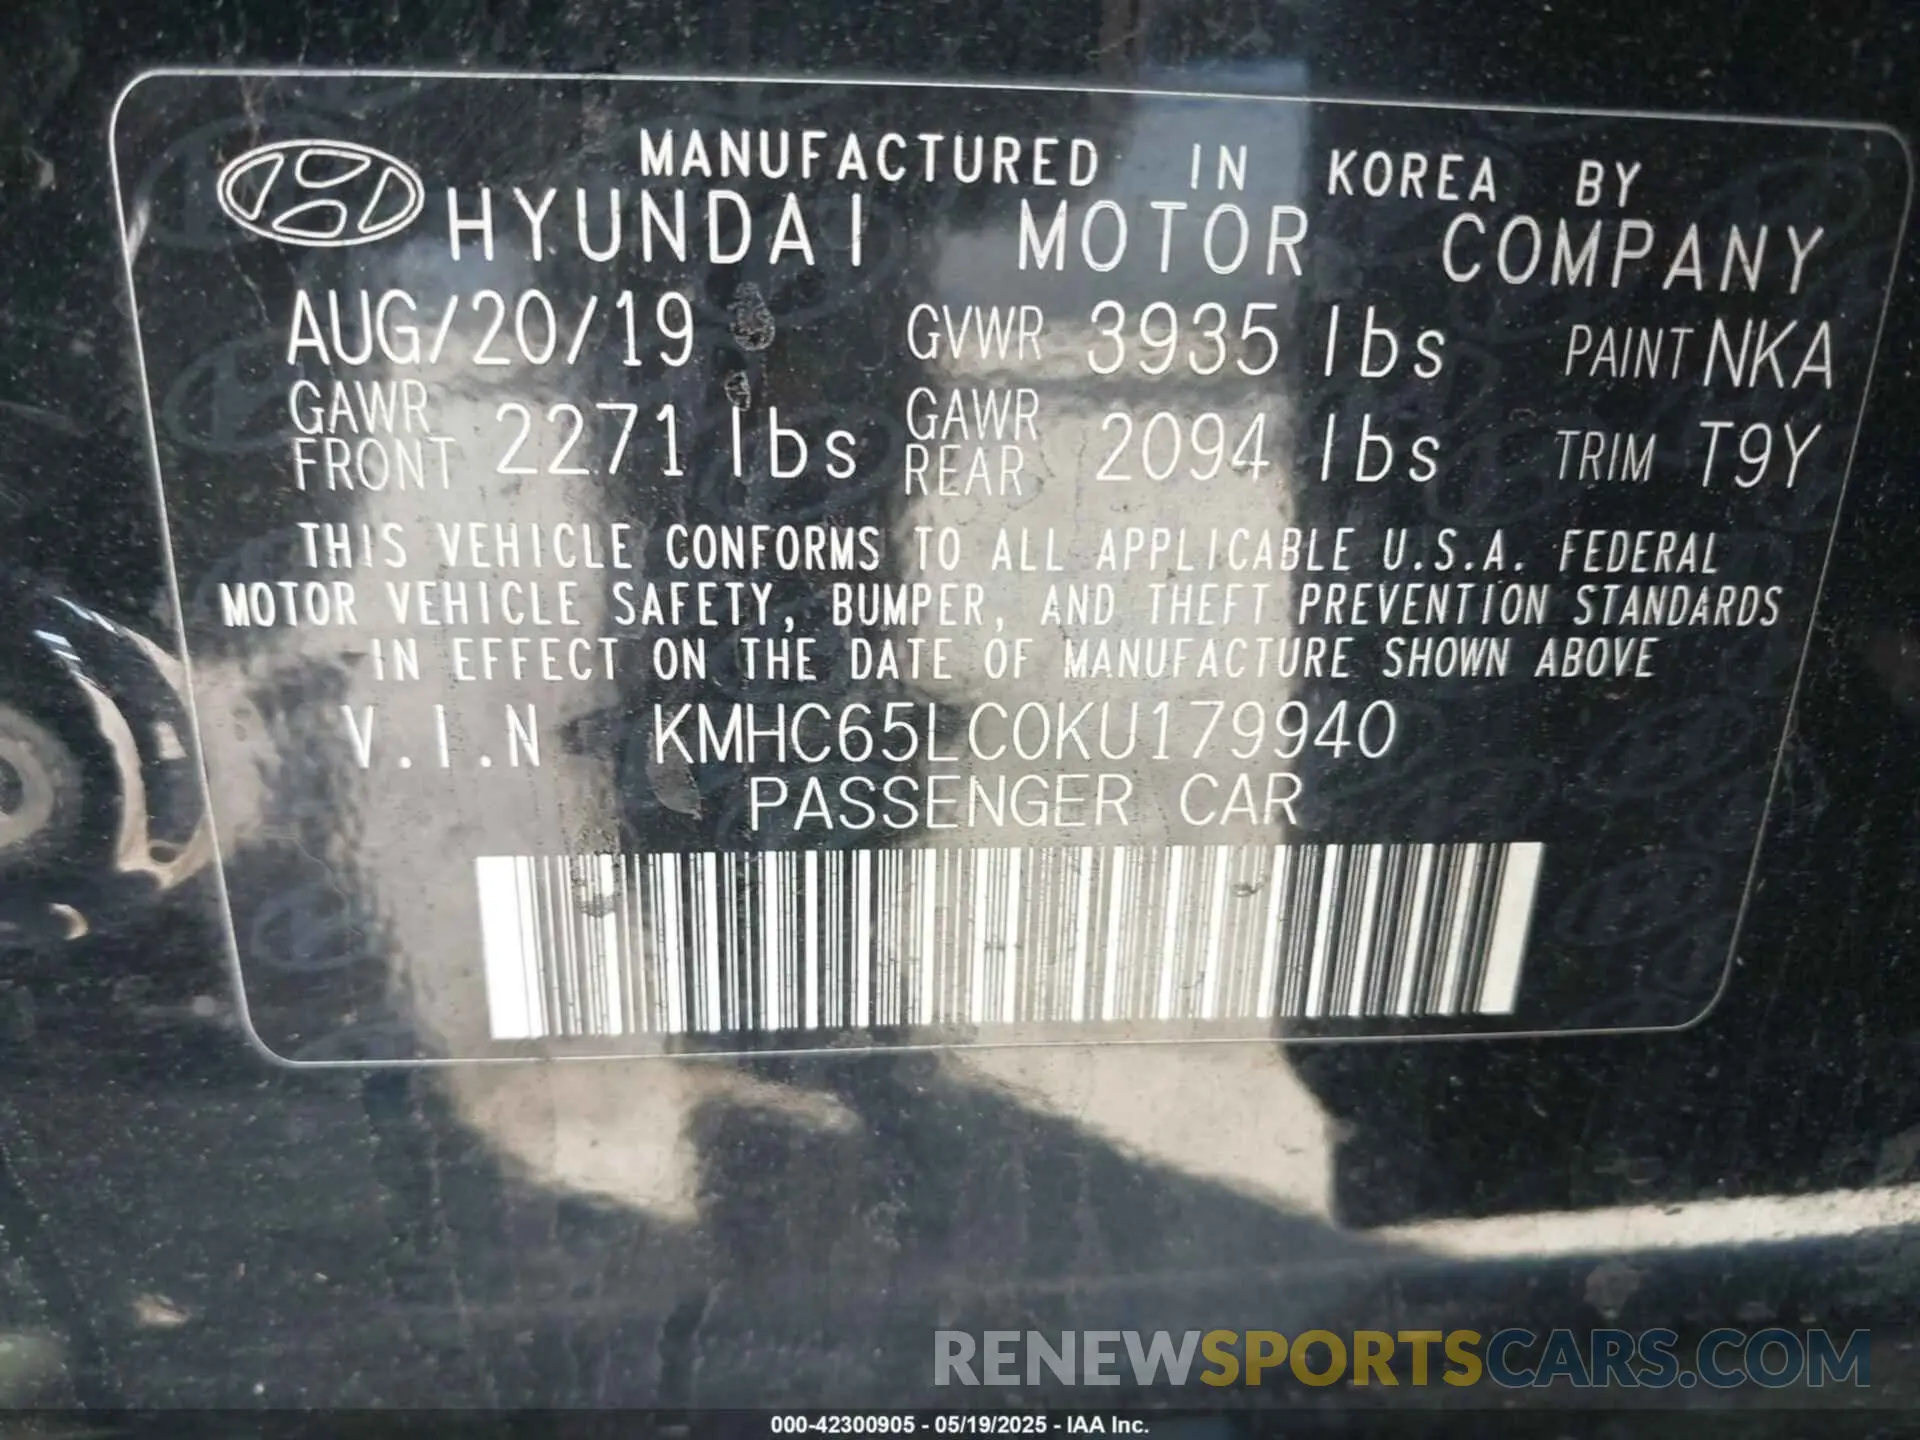 MANUFACTURED IN KOREA BY
HYUNDAI MOTOR COMPANY
AUG/20/19 GVWR 3935 lbs PAINT NKA
GAWR FRONT 2271 lbs GAWR REAR 2094 lbs TRIM T9Y
THIS VEHICLE CONFORMS TO ALL APPLICABLE U.S.A. FEDERAL
MOTOR VEHICLE SAFETY, BUMPER, AND THEFT PREVENTION STANDARDS
IN EFFECT ON THE DATE OF MANUFACTURE SHOWN ABOVE
V.I.N KMHC65LC0KU179940
PASSENGER CAR
RENEWSPORTSCARS.COM
000-42300905 - 05/19/2025 - IAA Inc.